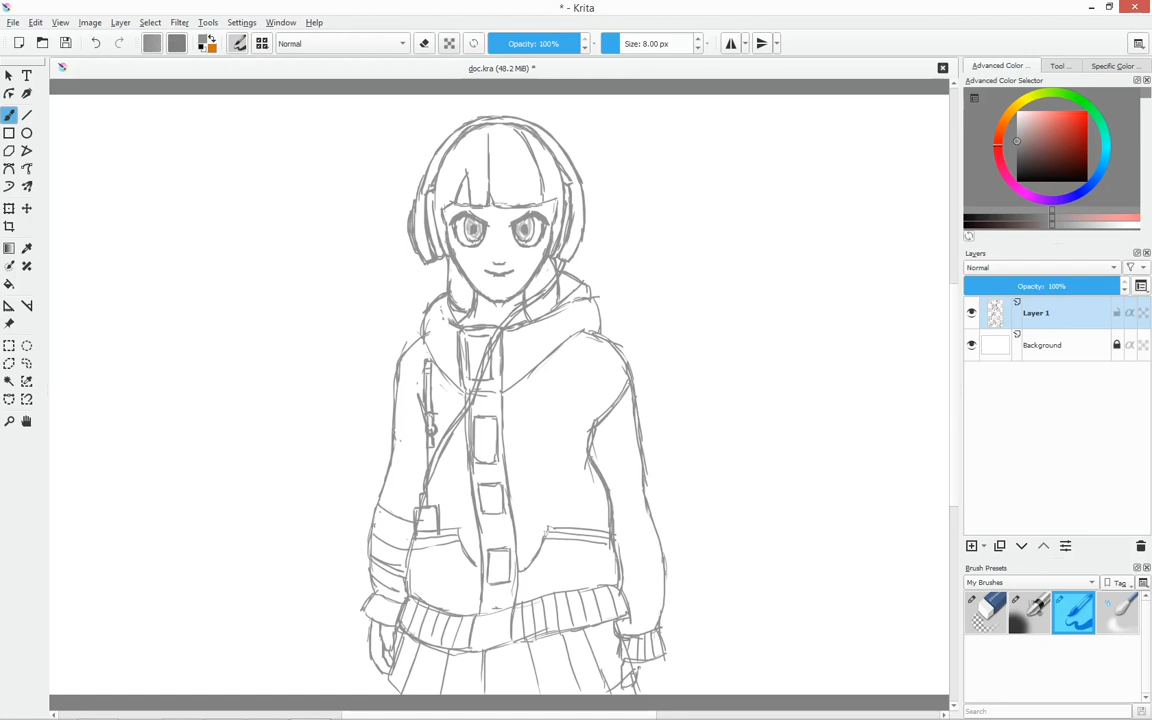 * - Krita
File Edit View Image Layer Select Filter Tools Settings Window Help
Normal Opacity: 100% Size: 8.00 px
doc.kra (48.2 MiB) *
Advanced Color ... Tool ... Specific Color ...
Advanced Color Selector
Layers
Normal
Opacity: 100%
Layer 1
Background
Brush Presets
My Brushes Tag
Search